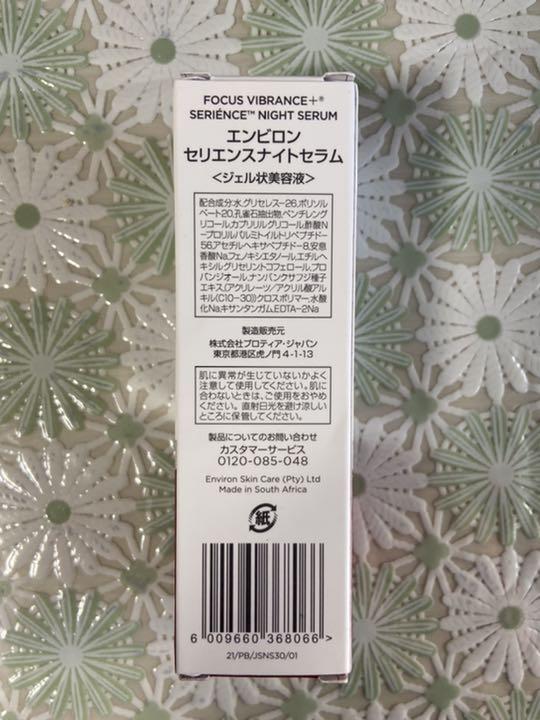 FOCUS VIBRANCE+®
SERIÉNCE™ NIGHT SERUM
エンビロン
セリエンスナイトセラム
＜ジェル状美容液＞
配合成分:水,グリセレス-26,ポリソル
ベート20,孔雀石抽出物,ペンチレング
リコール,カプリリルグリコール,酢酸N
-プロリルパルミトイルトリペプチド-
56,アセチルヘキサペプチド-8,安息
香酸Na,フェノキシエタノール,エチルヘ
キシルグリセリン,トコフェロール,プロ
パンジオール,ナンバンクサフジ種子
エキス,(アクリレーツ/アクリル酸アル
キル(C10-30))クロスポリマー,水酸
化Na,キサンタンガム,EDTA-2Na
製造販売元
株式会社プロティア・ジャパン
東京都港区虎ノ門4-1-13
肌に異常が生じていないかよく
注意して使用してください。肌に
合わないときは、ご使用をおやめ
ください。直射日光を避け涼しい
ところに保管してください。
製品についてのお問い合わせ
カスタマーサービス
0120-085-048
Environ Skin Care (Pty) Ltd
Made in South Africa
紙
6 009660 368066 >
21/PB/JSNS30/01